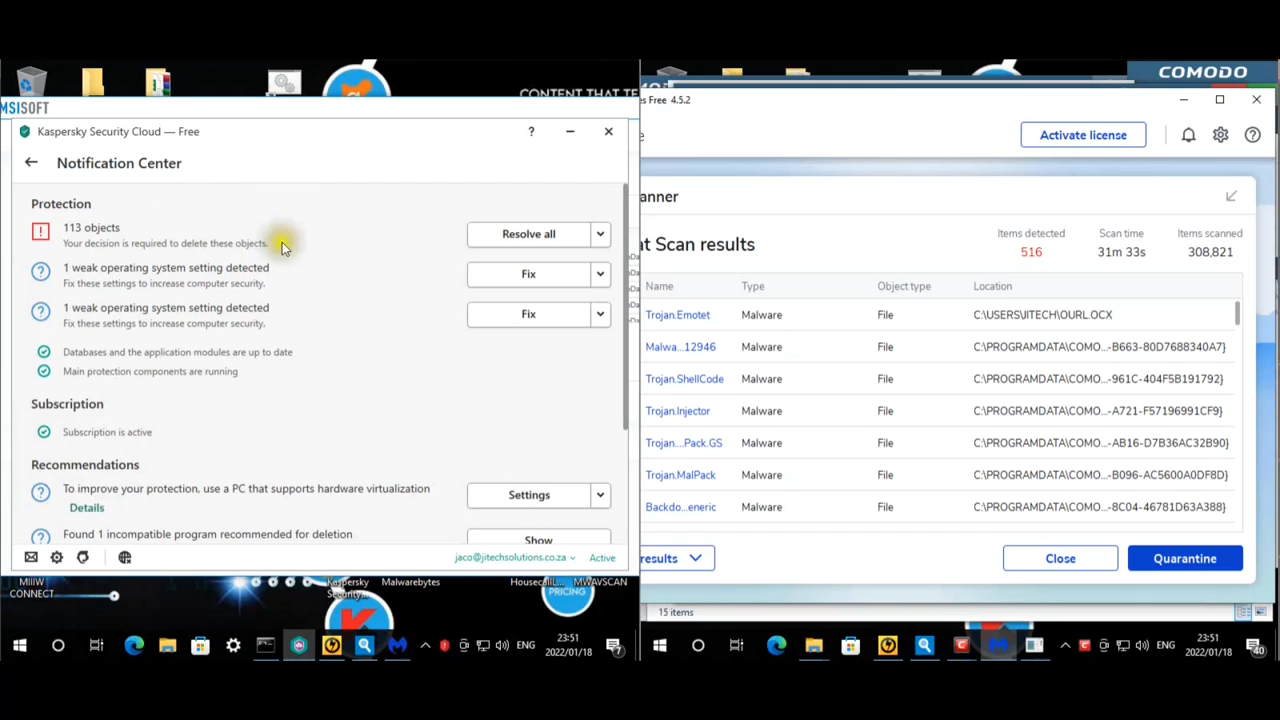 CONTENT THAT TE
MSISOFT
Kaspersky Security Cloud — Free
?
Notification Center
Protection
113 objects
Your decision is required to delete these objects.
Resolve all
1 weak operating system setting detected
Fix these settings to increase computer security.
Fix
1 weak operating system setting detected
Fix these settings to increase computer security.
Fix
Databases and the application modules are up to date
Main protection components are running
Subscription
Subscription is active
Recommendations
To improve your protection, use a PC that supports hardware virtualization
Details
Settings
Found 1 incompatible program recommended for deletion
Show
jaco@jitechsolutions.co.za
Active
MIIIW
CONNECT
Kaspersky
Security...
Malwarebytes
HousecallL...
MWAVSCAN
PRICING
ENG
23:51
2022/01/18
7
COMODO
es Free 4.5.2
Activate license
anner
at Scan results
Items detected
516
Scan time
31m 33s
Items scanned
308,821
Name Type Object type Location
Trojan.Emotet Malware File C:\USERS\JITECH\OURL.OCX
Malwa...12946 Malware File C:\PROGRAMDATA\COMO...-B663-80D7688340A7}
Trojan.ShellCode Malware File C:\PROGRAMDATA\COMO...-961C-404F5B191792}
Trojan.Injector Malware File C:\PROGRAMDATA\COMO...-A721-F57196991CF9}
Trojan....Pack.GS Malware File C:\PROGRAMDATA\COMO...-AB16-D7B36AC32B90}
Trojan.MalPack Malware File C:\PROGRAMDATA\COMO...-B096-AC5600A0DF8D}
Backdo...eneric Malware File C:\PROGRAMDATA\COMO...-8C04-46781D63A388}
results
Close
Quarantine
15 items
ENG
23:51
2022/01/18
40